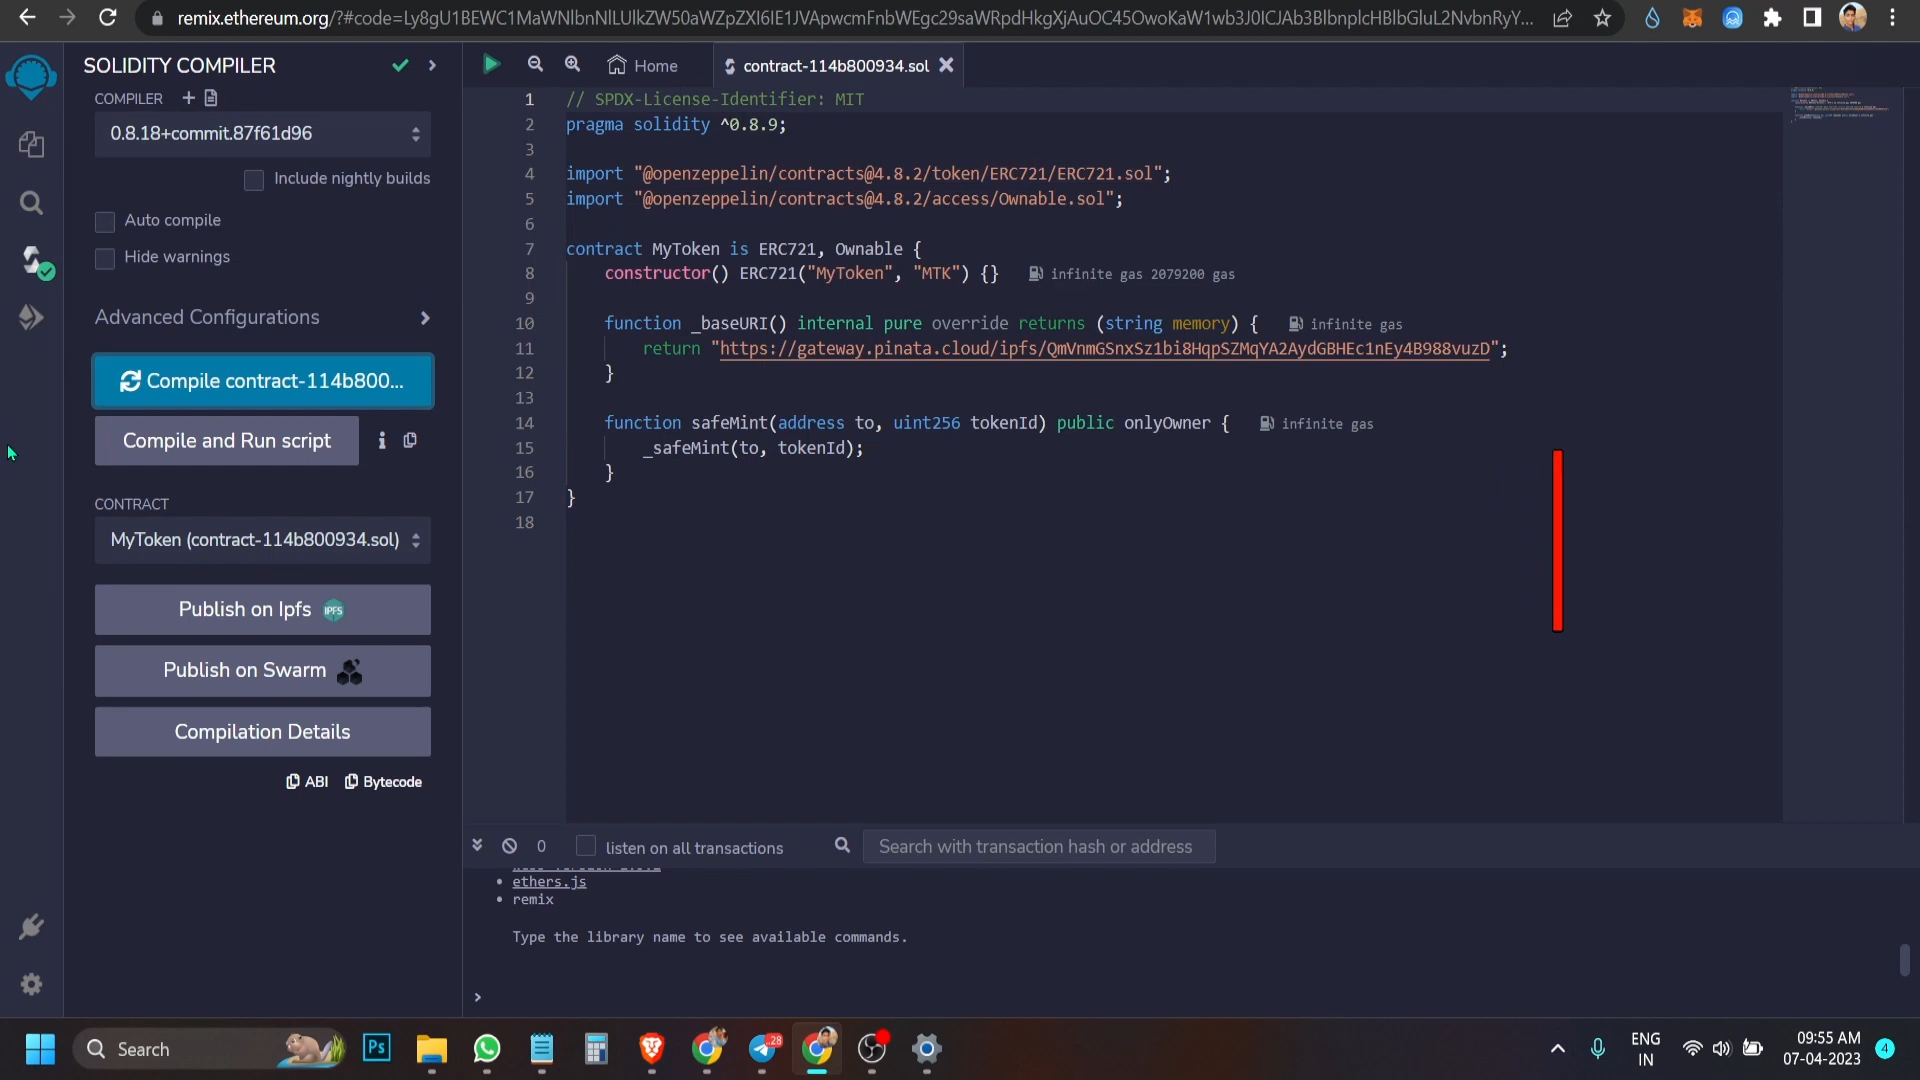 remix.ethereum.org/?#code=Ly8gU1BEWC1MaWNlbnNlLUlkZW50aWZpZXI6IE1JVApwcmFnbWEgc29saWRpdHkgXjAuOC45OwoKaW1wb3J0ICJAb3BlbnplcHBlbGluL2NvbnRyY...
SOLIDITY COMPILER
COMPILER
0.8.18+commit.87f61d96
Include nightly builds
Auto compile
Hide warnings
Advanced Configurations
Compile contract-114b800...
Compile and Run script
CONTRACT
MyToken (contract-114b800934.sol)
Publish on Ipfs IPFS
Publish on Swarm
Compilation Details
ABI Bytecode
Home
contract-114b800934.sol
1 // SPDX-License-Identifier: MIT
2 pragma solidity ^0.8.9;
3
4 import "@openzeppelin/contracts@4.8.2/token/ERC721/ERC721.sol";
5 import "@openzeppelin/contracts@4.8.2/access/Ownable.sol";
6
7 contract MyToken is ERC721, Ownable {
8 constructor() ERC721("MyToken", "MTK") {} infinite gas 2079200 gas
9
10 function _baseURI() internal pure override returns (string memory) { infinite gas
11 return "https://gateway.pinata.cloud/ipfs/QmVnmGSnxSz1bi8HqpSZMqYA2AydGBHEc1nEy4B988vuzD";
12 }
13
14 function safeMint(address to, uint256 tokenId) public onlyOwner { infinite gas
15 _safeMint(to, tokenId);
16 }
17 }
18
0 listen on all transactions Search with transaction hash or address
• ethers.js
• remix
Type the library name to see available commands.
>
Search
Ps
28
ENG
IN
09:55 AM
07-04-2023
4